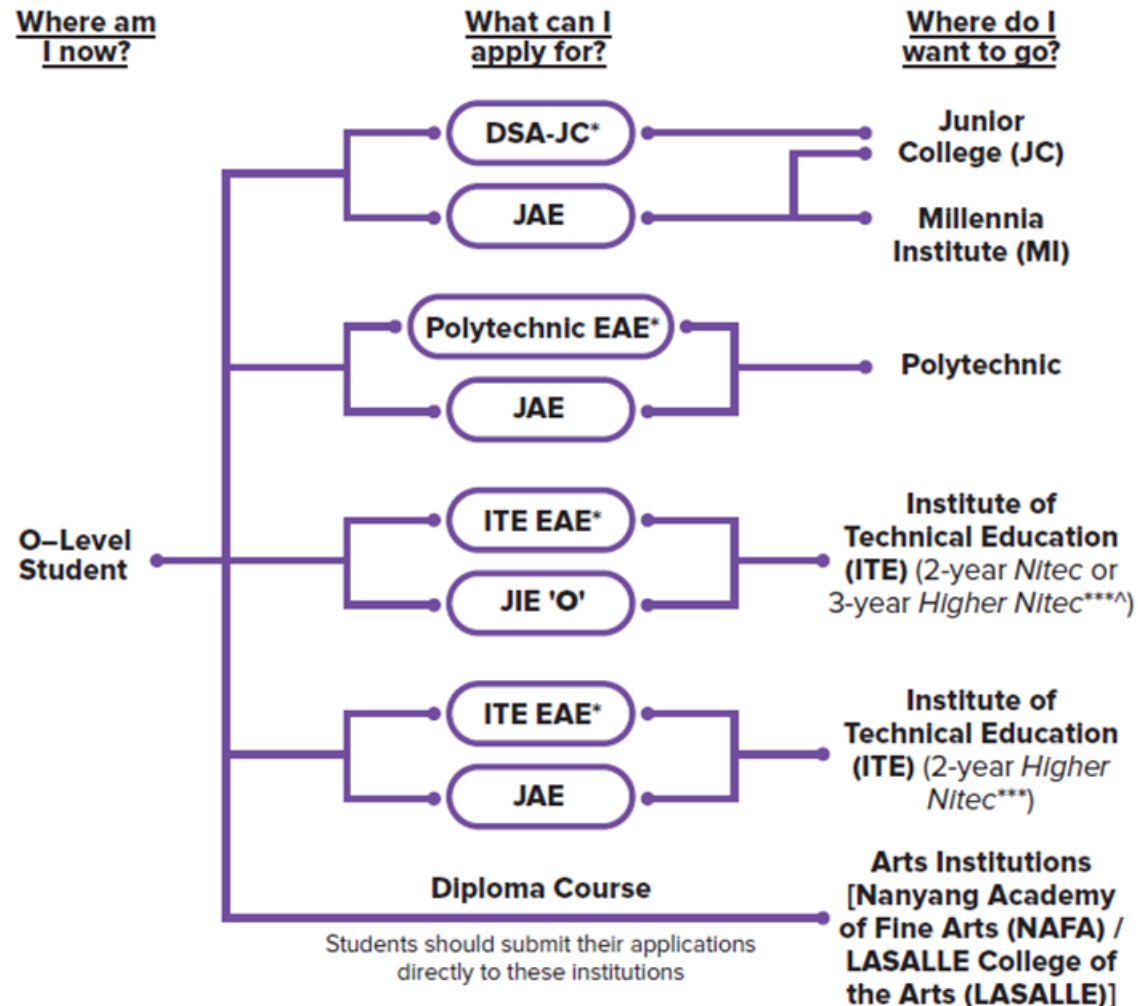 Where am
I now?
What can I
apply for?
Where do I
want to go?
DSA-JC*
JAE
Junior
College (JC)
Millennia
Institute (MI)
Polytechnic EAE*
JAE
Polytechnic
O–Level
Student
ITE EAE*
JIE 'O'
Institute of
Technical Education
(ITE) (2-year Nitec or
3-year Higher Nitec***^)
ITE EAE*
JAE
Institute of
Technical Education
(ITE) (2-year Higher
Nitec***)
Diploma Course
Students should submit their applications
directly to these institutions
Arts Institutions
[Nanyang Academy
of Fine Arts (NAFA) /
LASALLE College of
the Arts (LASALLE)]